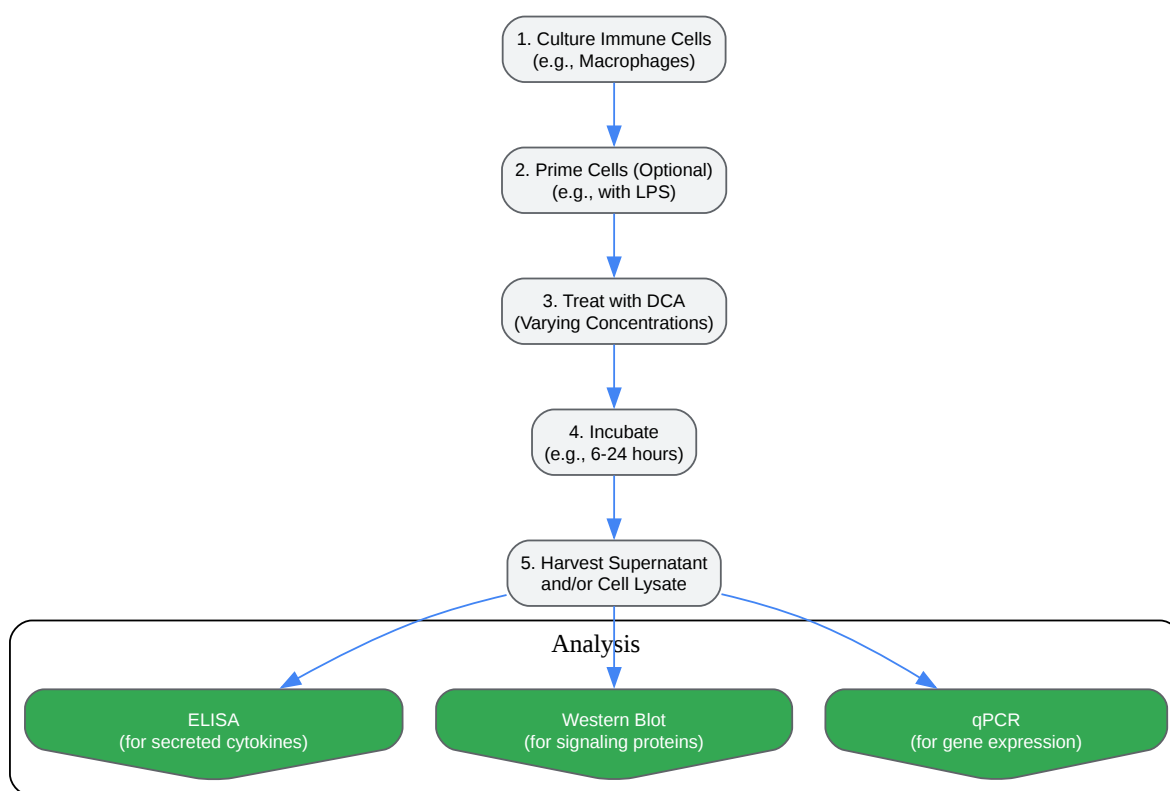 1. Culture Immune Cells
(e.g., Macrophages)
2. Prime Cells (Optional)
(e.g., with LPS)
3. Treat with DCA
(Varying Concentrations)
4. Incubate
(e.g., 6-24 hours)
5. Harvest Supernatant
and/or Cell Lysate
Analysis
ELISA
(for secreted cytokines)
Western Blot
(for signaling proteins)
qPCR
(for gene expression)